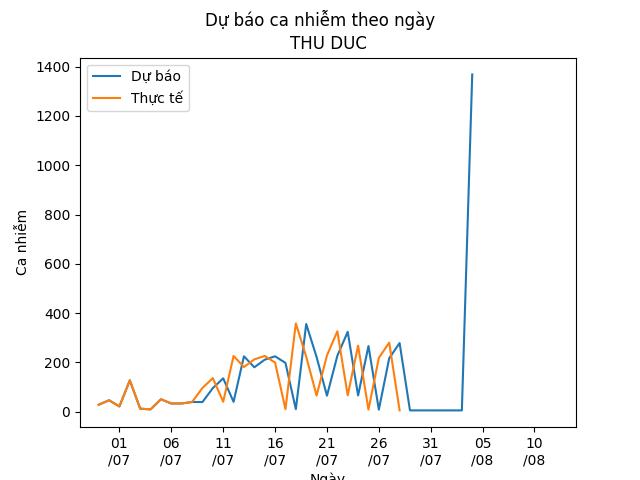 Dự báo ca nhiễm theo ngày
THU DUC
Dự báo
Thực tế
Ca nhiễm
1400
1200
1000
800
600
400
200
0
01 06 11 16 21 26 31 05 10
/07 /07 /07 /07 /07 /07 /07 /08 /08
Ngày